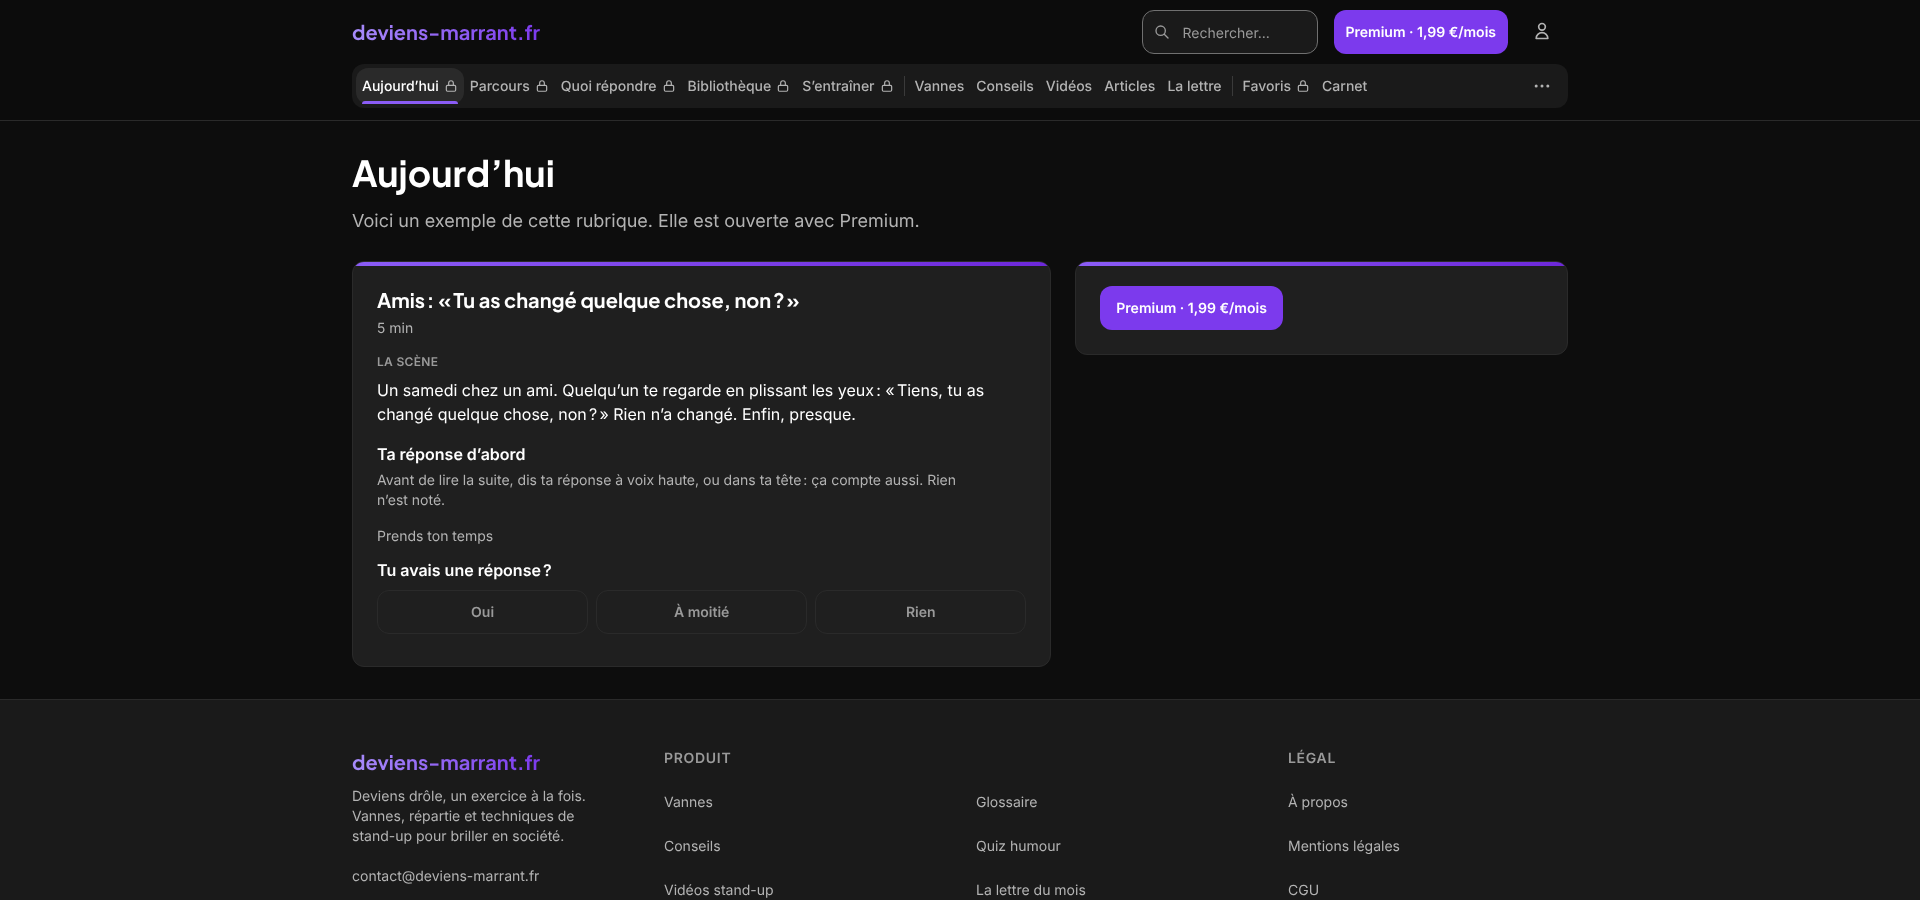 deviens-marrant.fr
Rechercher...
Premium · 1,99 €/mois
Aujourd’hui
Parcours
Quoi répondre
Bibliothèque
S’entraîner
Vannes
Conseils
Vidéos
Articles
La lettre
Favoris
Carnet
Aujourd’hui
Voici un exemple de cette rubrique. Elle est ouverte avec Premium.
Amis : « Tu as changé quelque chose, non ? »
5 min
LA SCÈNE
Un samedi chez un ami. Quelqu’un te regarde en plissant les yeux : « Tiens, tu as
changé quelque chose, non ? » Rien n’a changé. Enfin, presque.
Ta réponse d’abord
Avant de lire la suite, dis ta réponse à voix haute, ou dans ta tête : ça compte aussi. Rien
n’est noté.
Prends ton temps
Tu avais une réponse ?
Oui
À moitié
Rien
Premium · 1,99 €/mois
deviens-marrant.fr
Deviens drôle, un exercice à la fois.
Vannes, répartie et techniques de
stand-up pour briller en société.
contact@deviens-marrant.fr
PRODUIT
Vannes
Conseils
Vidéos stand-up
Glossaire
Quiz humour
La lettre du mois
LÉGAL
À propos
Mentions légales
CGU